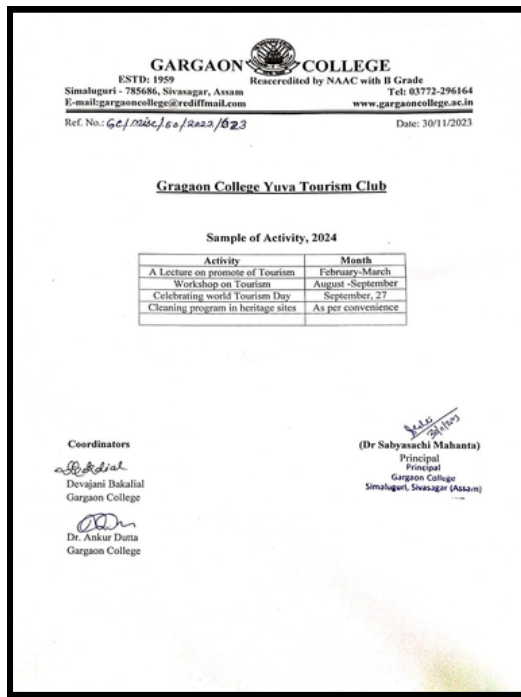 GARGAON COLLEGE
ESTD: 1959 Reaccredited by NAAC with B Grade
Simaluguri - 785686, Sivasagar, Assam Tel: 03772-296164
E-mail:gargaoncollege@rediffmail.com www.gargaoncollege.ac.in
Ref. No.: GC/Misc/50/2022/623 Date: 30/11/2023
Gragaon College Yuva Tourism Club
Sample of Activity, 2024
Activity Month
A Lecture on promote of Tourism February-March
Workshop on Tourism August -September
Celebrating world Tourism Day September, 27
Cleaning program in heritage sites As per convenience
Coordinators
Devajani Bakalial
Gargaon College
Dr. Ankur Dutta
Gargaon College
(Dr Sabyasachi Mahanta)
Principal
Principal
Gargaon College
Simaluguri, Sivasagar (Assam)